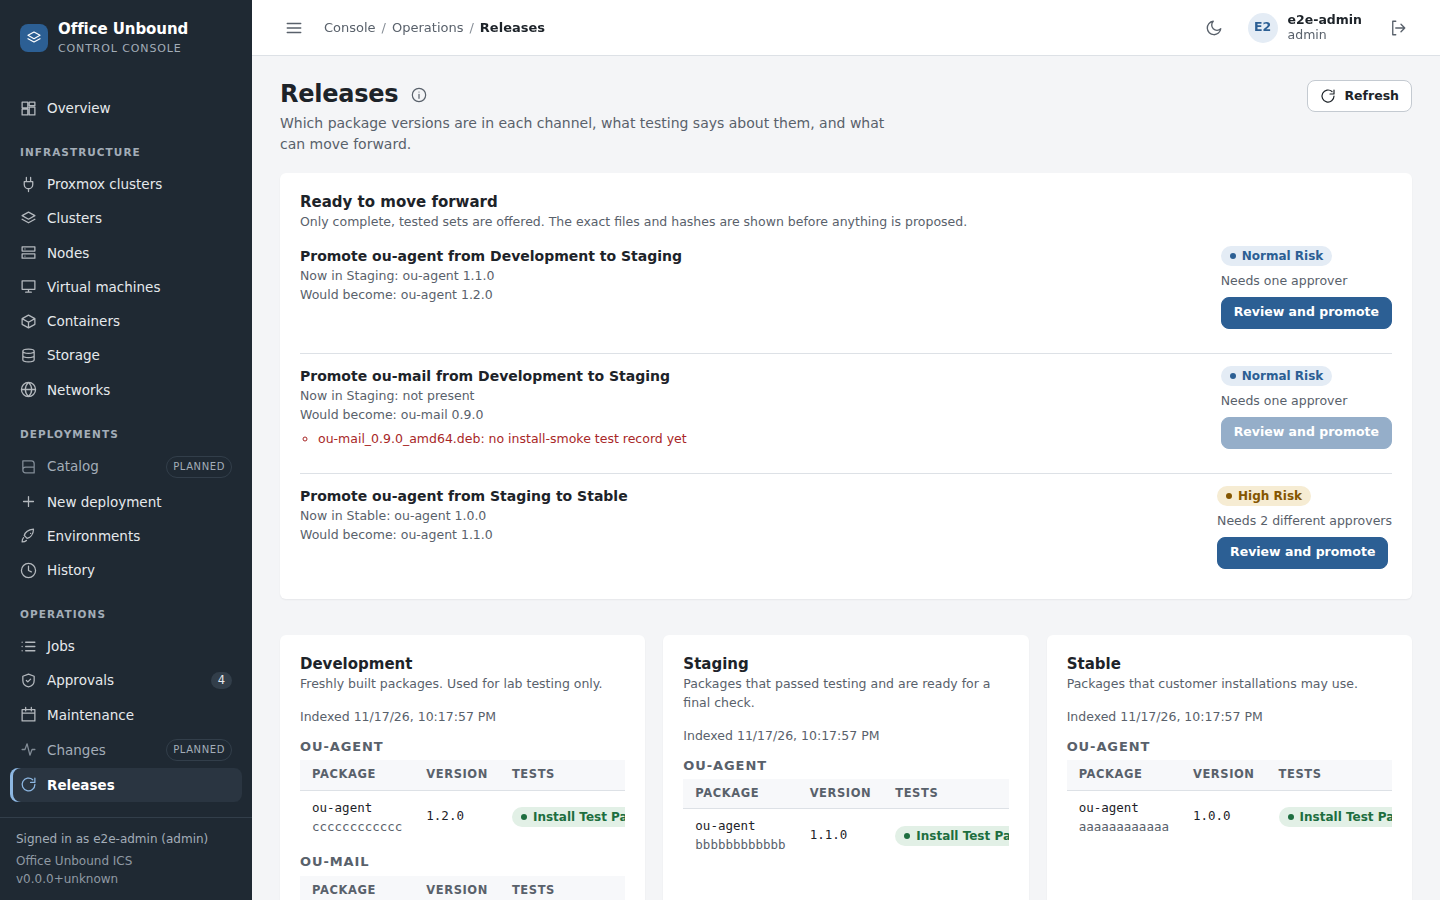 Office Unbound
CONTROL CONSOLE
Overview
INFRASTRUCTURE
Proxmox clusters
Clusters
Nodes
Virtual machines
Containers
Storage
Networks
DEPLOYMENTS
Catalog PLANNED
New deployment
Environments
History
OPERATIONS
Jobs
Approvals 4
Maintenance
Changes PLANNED
Releases
Signed in as e2e-admin (admin)
Office Unbound ICS
v0.0.0+unknown
Console / Operations / Releases
E2
e2e-admin
admin
Releases
Refresh
Which package versions are in each channel, what testing says about them, and what
can move forward.
Ready to move forward
Only complete, tested sets are offered. The exact files and hashes are shown before anything is proposed.
Promote ou-agent from Development to Staging
Now in Staging: ou-agent 1.1.0
Would become: ou-agent 1.2.0
Normal Risk
Needs one approver
Review and promote
Promote ou-mail from Development to Staging
Now in Staging: not present
Would become: ou-mail 0.9.0
ou-mail_0.9.0_amd64.deb: no install-smoke test record yet
Normal Risk
Needs one approver
Review and promote
Promote ou-agent from Staging to Stable
Now in Stable: ou-agent 1.0.0
Would become: ou-agent 1.1.0
High Risk
Needs 2 different approvers
Review and promote
Development
Freshly built packages. Used for lab testing only.
Indexed 11/17/26, 10:17:57 PM
OU-AGENT
PACKAGE VERSION TESTS
ou-agent
cccccccccccc
1.2.0
Install Test Pa
OU-MAIL
PACKAGE VERSION TESTS
Staging
Packages that passed testing and are ready for a
final check.
Indexed 11/17/26, 10:17:57 PM
OU-AGENT
PACKAGE VERSION TESTS
ou-agent
bbbbbbbbbbbb
1.1.0
Install Test Pa
Stable
Packages that customer installations may use.
Indexed 11/17/26, 10:17:57 PM
OU-AGENT
PACKAGE VERSION TESTS
ou-agent
aaaaaaaaaaaa
1.0.0
Install Test Pa